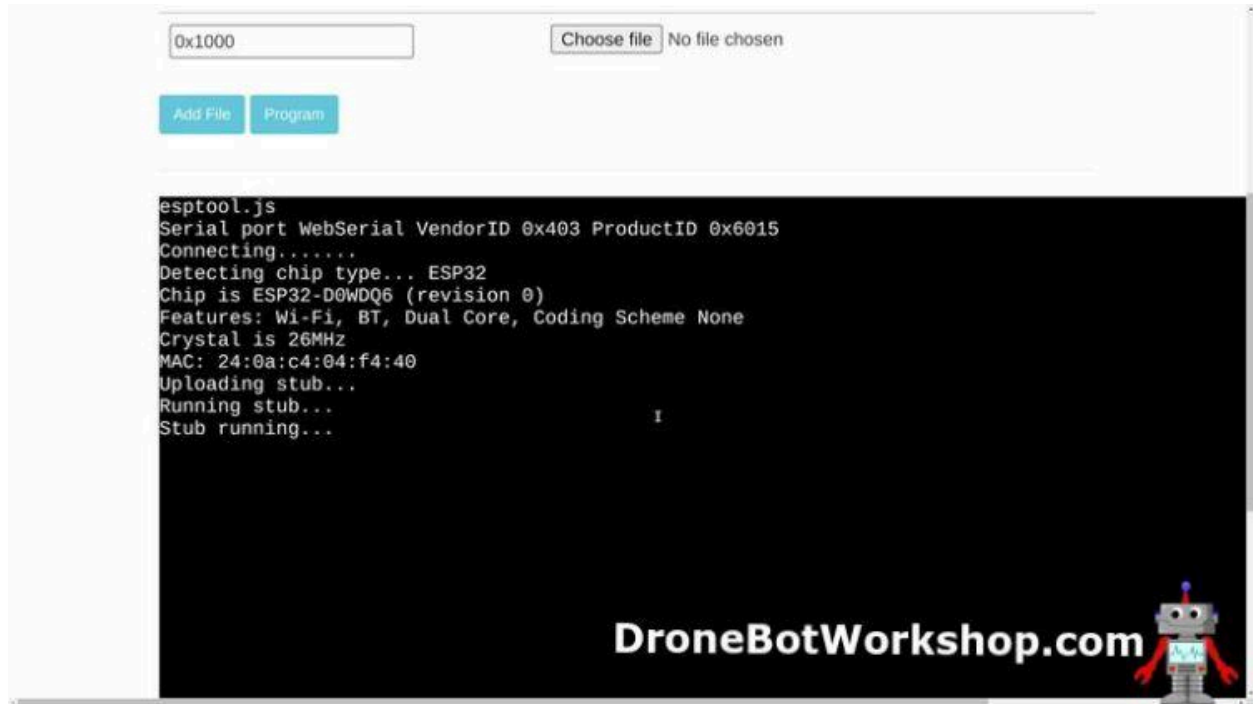 0x1000
Choose file No file chosen
Add File Program
esptool.js
Serial port WebSerial VendorID 0x403 ProductID 0x6015
Connecting.......
Detecting chip type... ESP32
Chip is ESP32-D0WDQ6 (revision 0)
Features: Wi-Fi, BT, Dual Core, Coding Scheme None
Crystal is 26MHz
MAC: 24:0a:c4:04:f4:40
Uploading stub...
Running stub...
Stub running...
DroneBotWorkshop.com